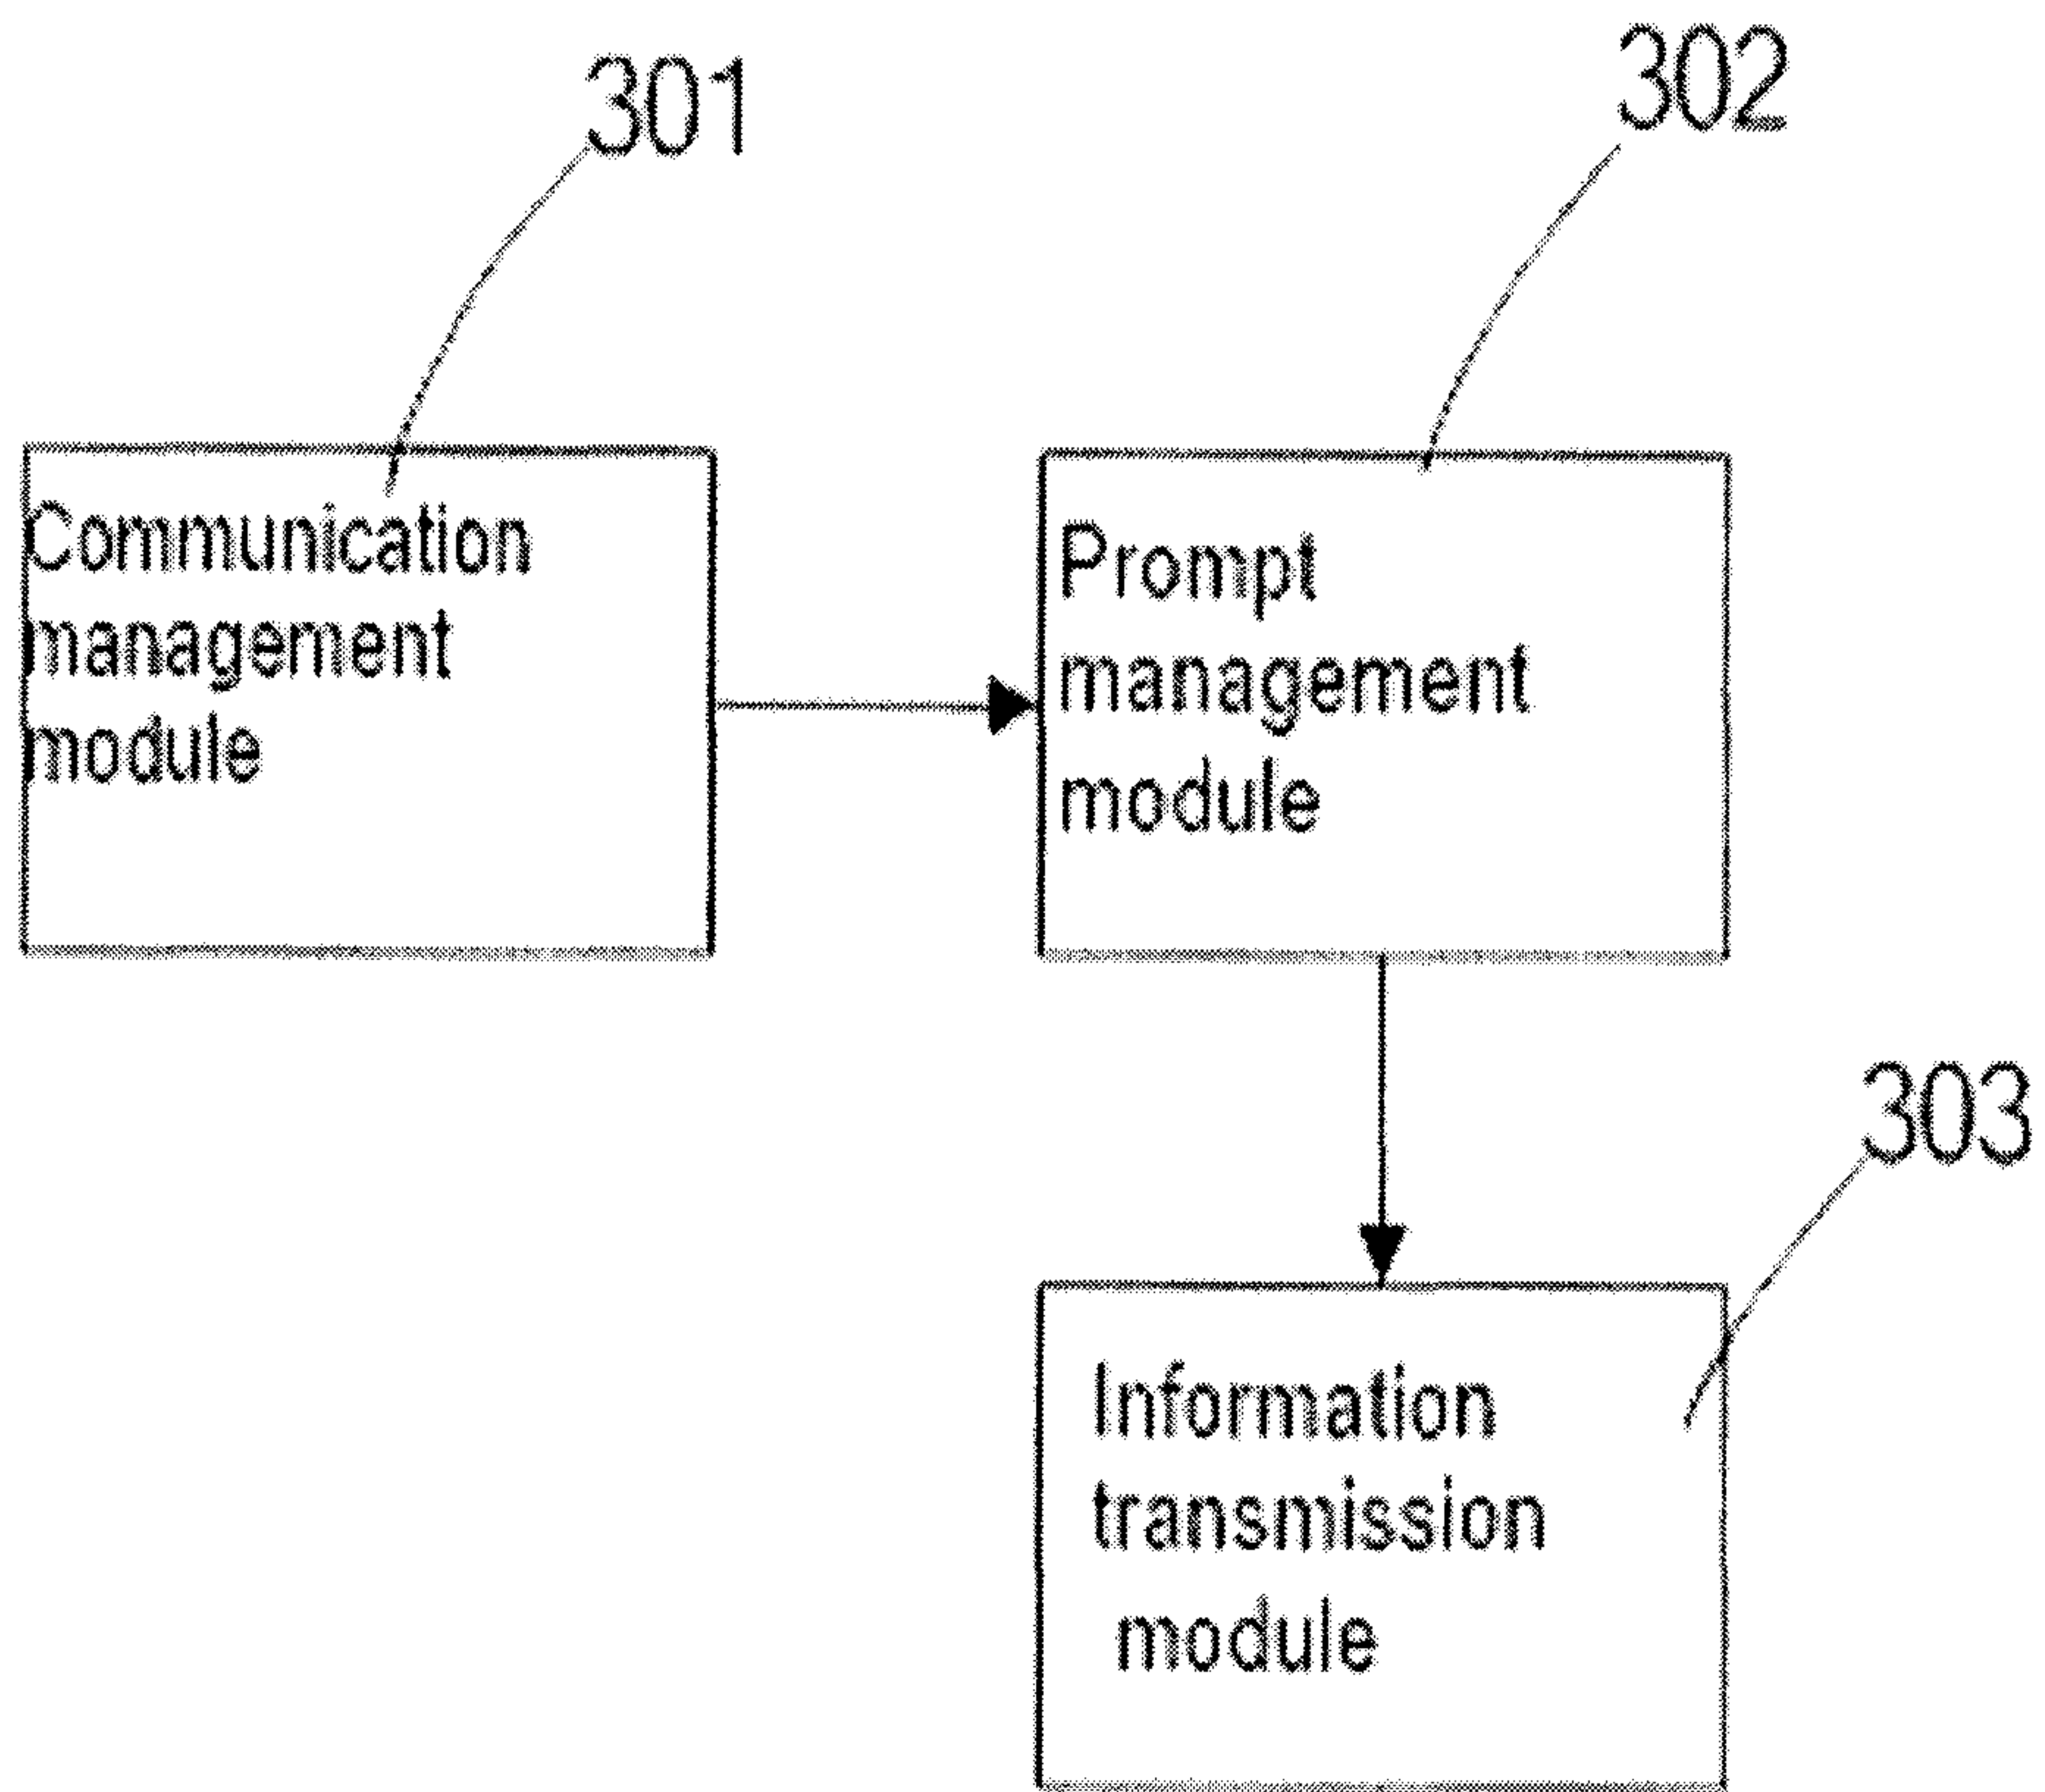 301
302
Communication
management
module
Prompt
management
module
303
Information
transmission
module